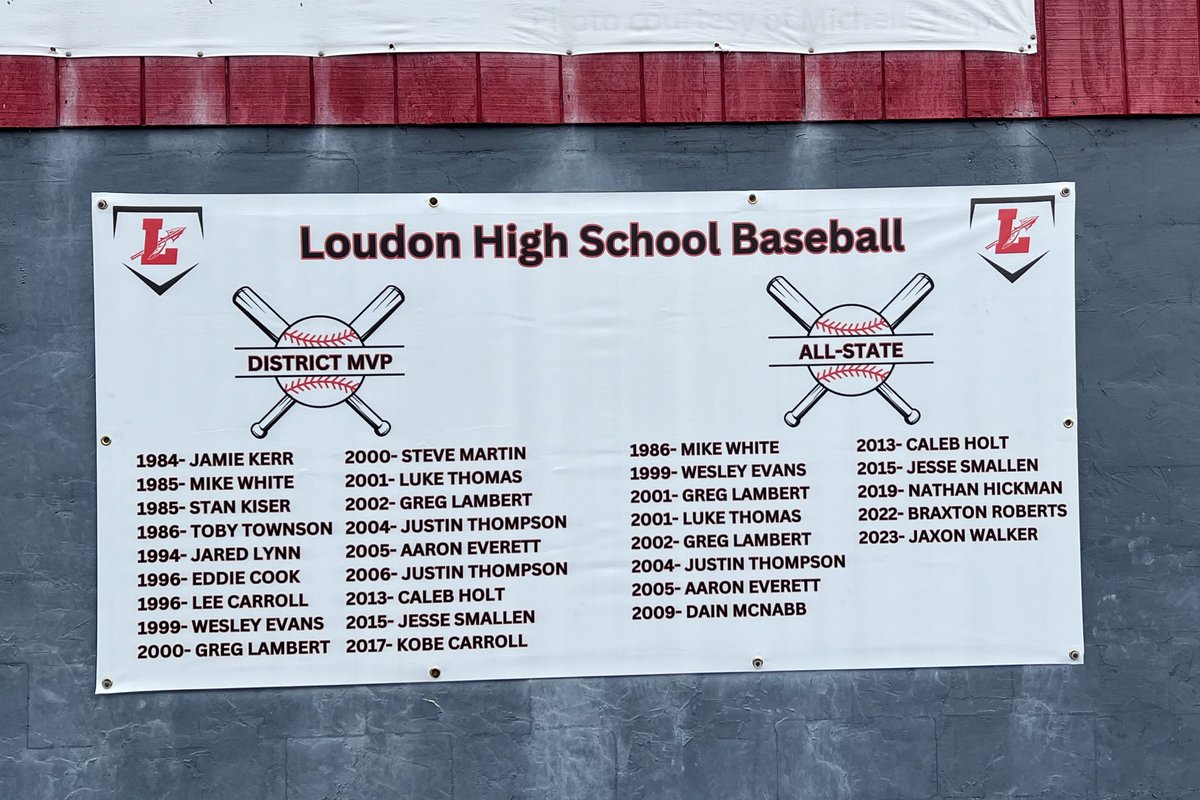 Photo courtesy of
L
L
Loudon High School Baseball
DISTRICT MVP
1984- JAMIE KERR
1985- MIKE WHITE
1985- STAN KISER
1986- TOBY TOWNSON
1994- JARED LYNN
1996- EDDIE COOK
1996- LEE CARROLL
1999- WESLEY EVANS
2000- GREG LAMBERT
2000- STEVE MARTIN
2001- LUKE THOMAS
2002- GREG LAMBERT
2004- JUSTIN THOMPSON
2005- AARON EVERETT
2006- JUSTIN THOMPSON
2013- CALEB HOLT
2015- JESSE SMALLEN
2017- KOBE CARROLL
ALL-STATE
1986- MIKE WHITE
1999- WESLEY EVANS
2001- GREG LAMBERT
2001- LUKE THOMAS
2002- GREG LAMBERT
2004- JUSTIN THOMPSON
2005- AARON EVERETT
2009- DAIN MCNABB
2013- CALEB HOLT
2015- JESSE SMALLEN
2019- NATHAN HICKMAN
2022- BRAXTON ROBERTS
2023- JAXON WALKER